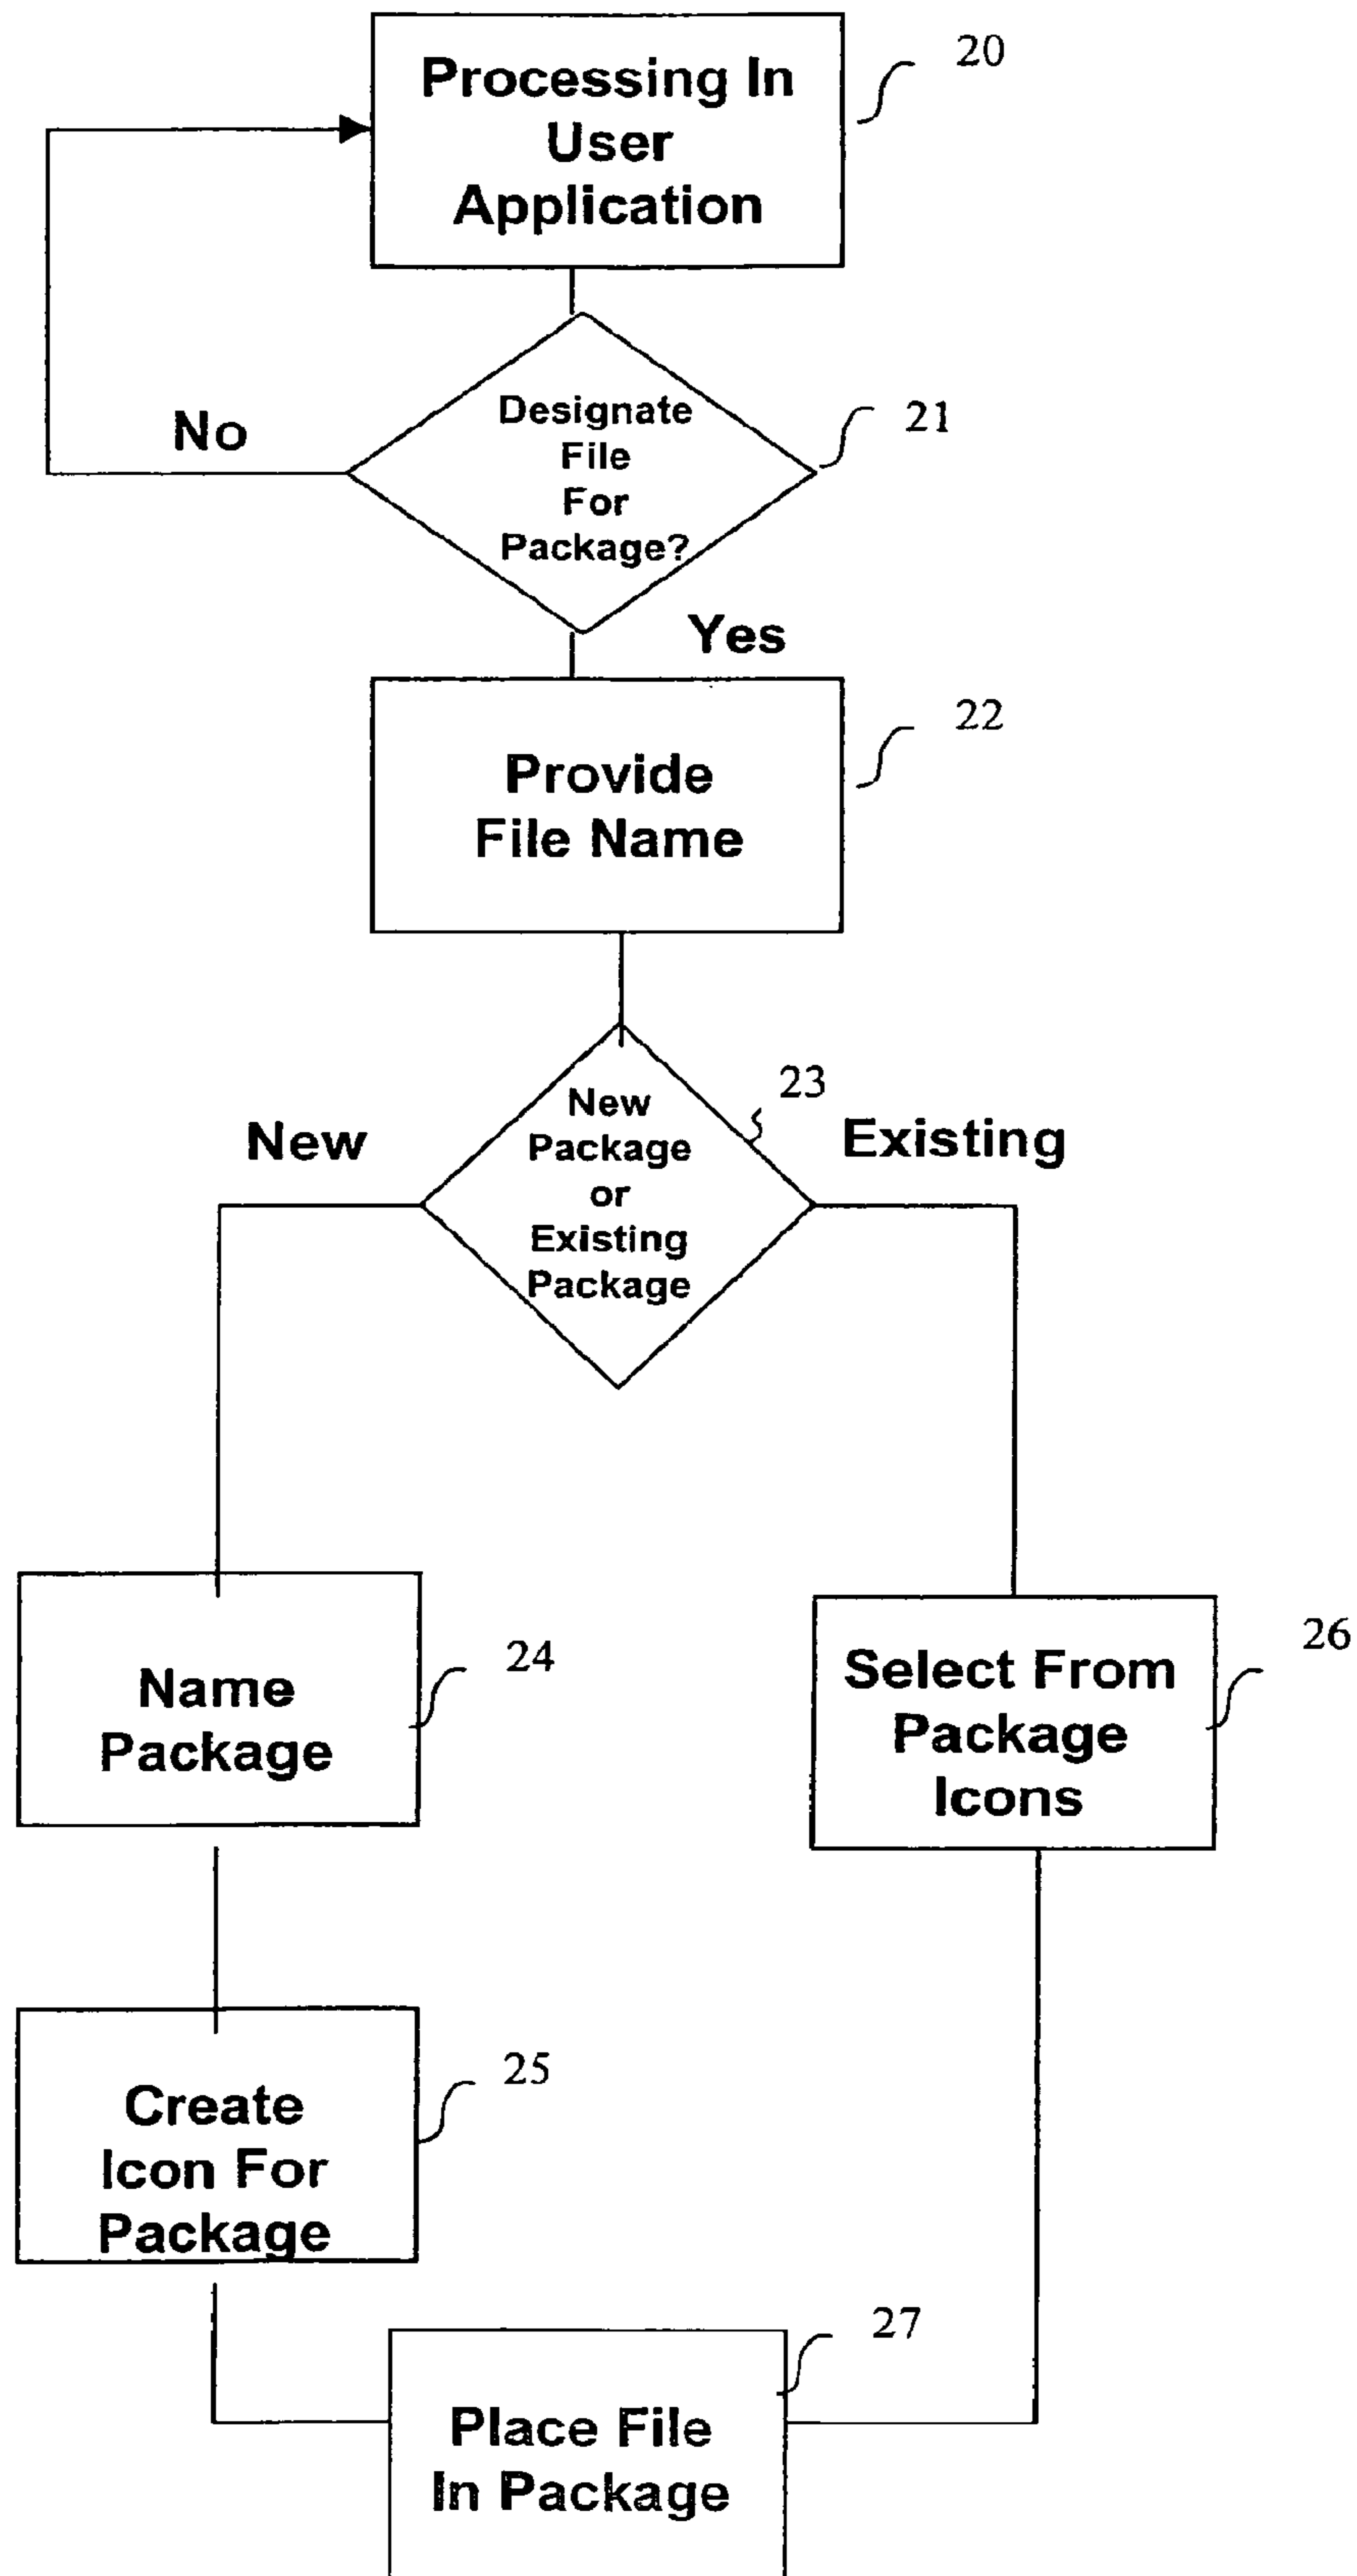 Processing In
User
Application
20
Designate
File
For
Package?
21
No
Yes
Provide
File Name
22
New
Package
or
Existing
Package
23
New
Existing
Name
Package
24
Select From
Package
Icons
26
Create
Icon For
Package
25
Place File
In Package
27